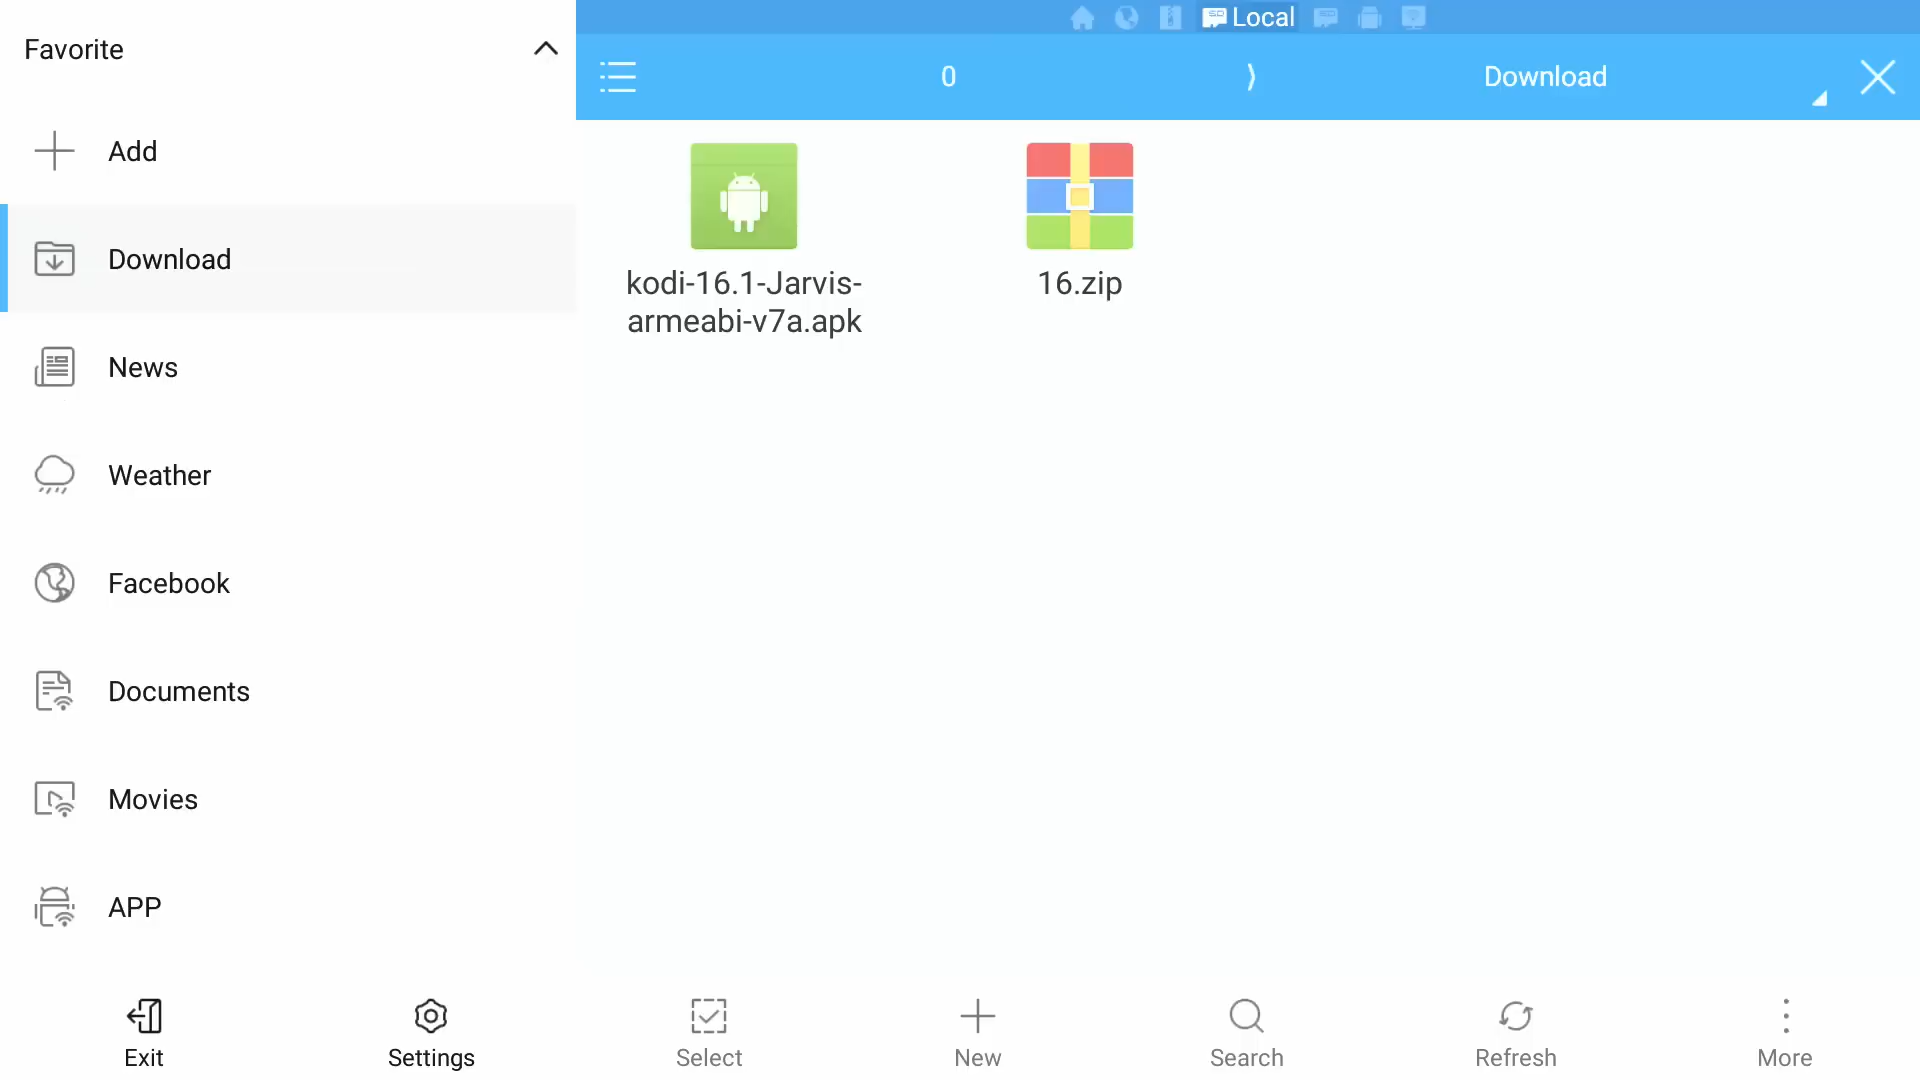 Favorite
Add
Download
News
Weather
Facebook
Documents
Movies
APP
Exit
Settings
Local
0
Download
kodi-16.1-Jarvis-
armeabi-v7a.apk
16.zip
Select
New
Search
Refresh
More